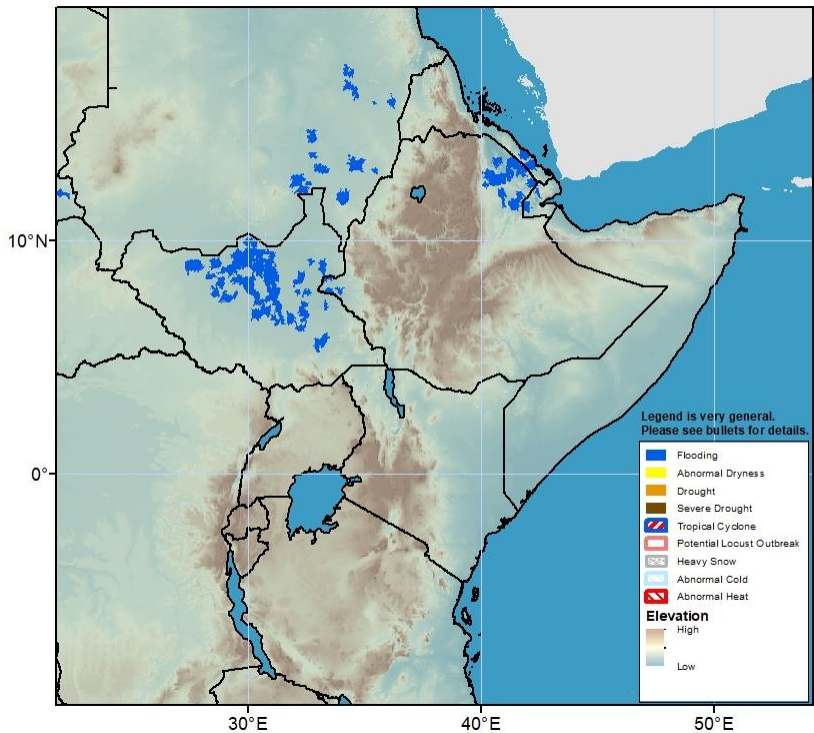 10°N
0°
Legend is very general.
Please see bullets for details.
Flooding
Abnormal Dryness
Drought
Severe Drought
Tropical Cyclone
Potential Locust Outbreak
Heavy Snow
Abnormal Cold
Abnormal Heat
Elevation
High
Low
30°E 40°E 50°E